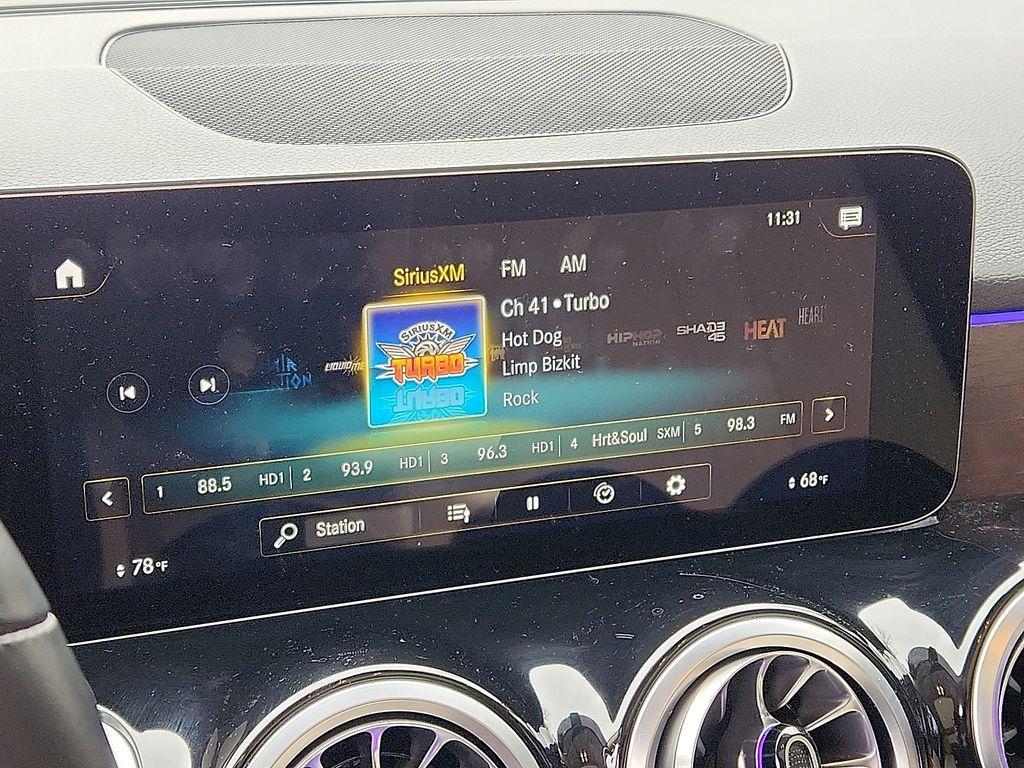 11:31
SiriusXM FM AM
Ch 41 • Turbo
Hot Dog
Limp Bizkit
Rock
SIRIUSXM
TURBO
LIQUID
HIPHOP
NATION
SHADE
45
HEAT
HEART
1 88.5 HD1 2 93.9 HD1 3 96.3 HD1 4 Hrt&Soul SXM 5 98.3 FM
Station
68°F
78°F